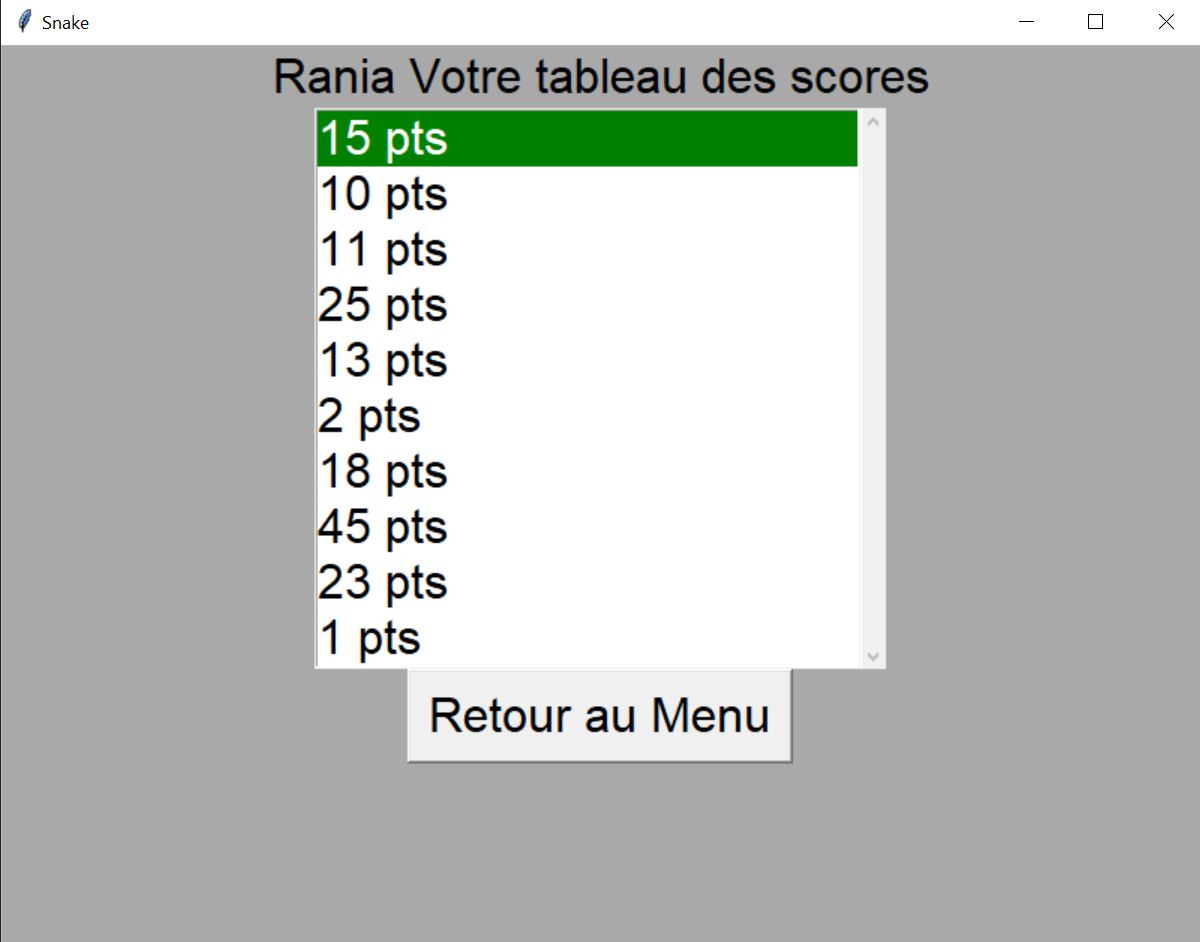 Snake
Rania Votre tableau des scores
15 pts
10 pts
11 pts
25 pts
13 pts
2 pts
18 pts
45 pts
23 pts
1 pts
Retour au Menu